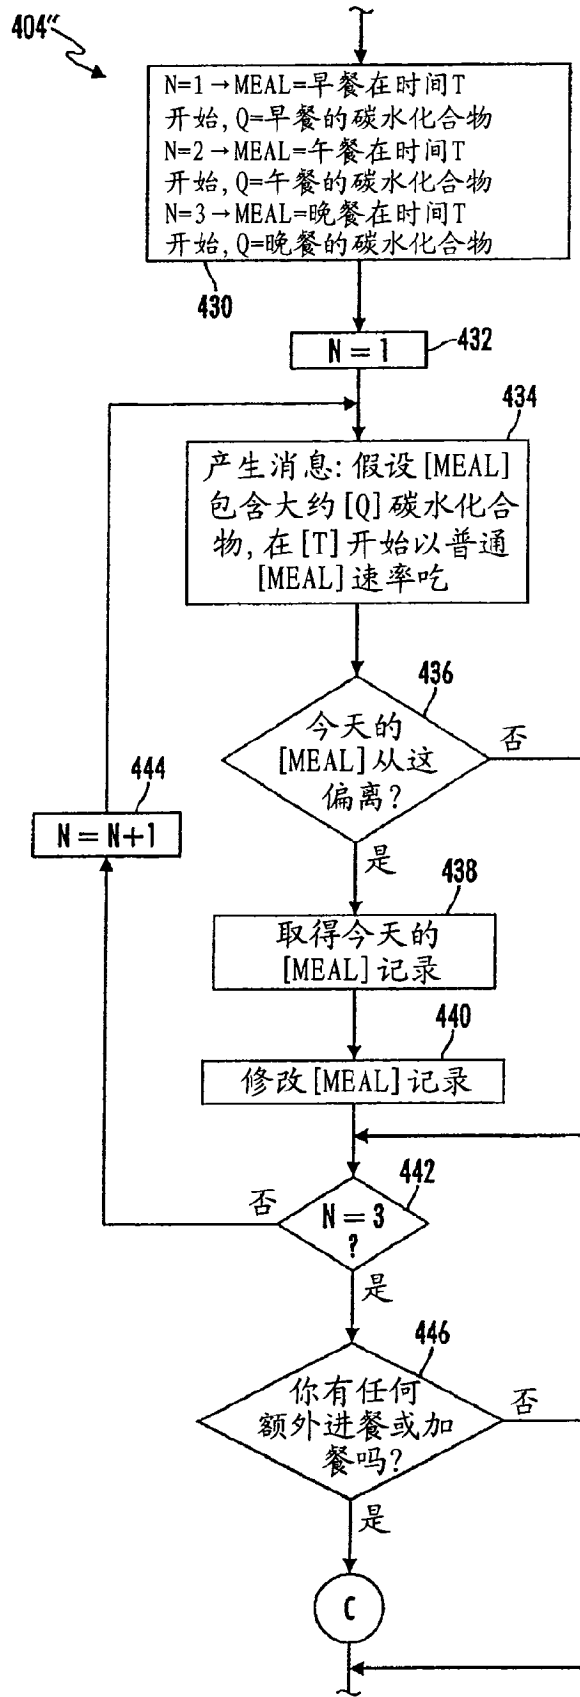 404″
N=1→MEAL=早餐在时间T
开始,Q=早餐的碳水化合物
N=2→MEAL=午餐在时间T
开始,Q=午餐的碳水化合物
N=3→MEAL=晚餐在时间T
开始,Q=晚餐的碳水化合物
430
N=1
432
434
产生消息:假设[MEAL]
包含大约[Q]碳水化合
物,在[T]开始以普通
[MEAL]速率吃
436
今天的
[MEAL]从这
偏离?
否
444
N=N+1
是
438
取得今天的
[MEAL]记录
440
修改[MEAL]记录
442
否
N=3
?
是
446
你有任何
额外进餐或加
餐吗?
否
是
C